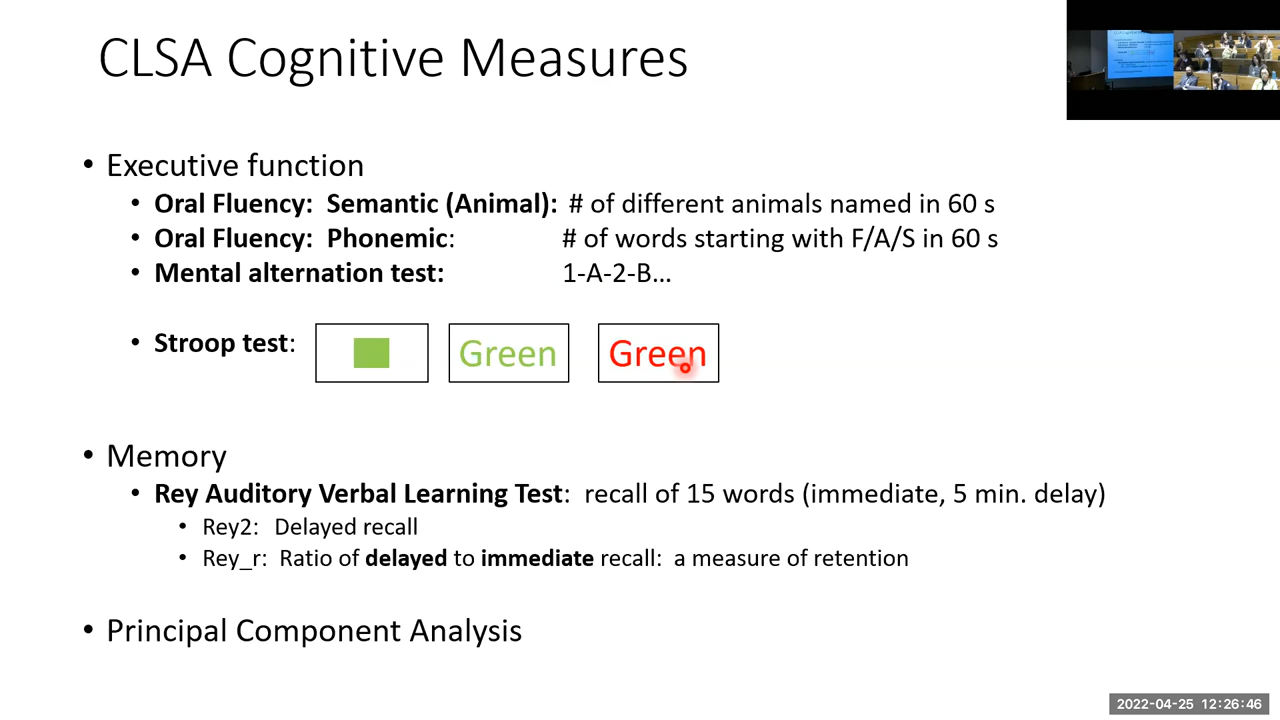 CLSA Cognitive Measures
• Executive function
• Oral Fluency: Semantic (Animal): # of different animals named in 60 s
• Oral Fluency: Phonemic: # of words starting with F/A/S in 60 s
• Mental alternation test: 1-A-2-B...
• Stroop test: Green Green
• Memory
• Rey Auditory Verbal Learning Test: recall of 15 words (immediate, 5 min. delay)
• Rey2: Delayed recall
• Rey_r: Ratio of delayed to immediate recall: a measure of retention
• Principal Component Analysis
2022-04-25 12:26:46